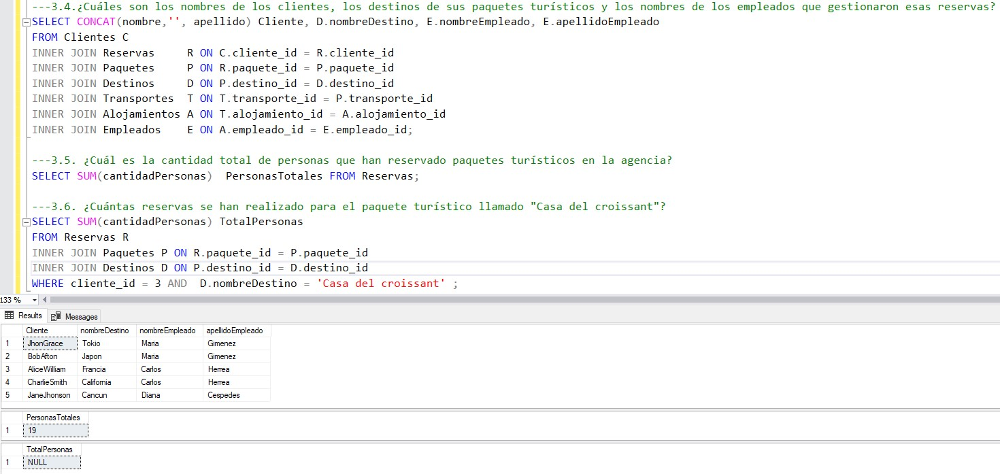 ---3.4.¿Cuáles son los nombres de los clientes, los destinos de sus paquetes turísticos y los nombres de los empleados que gestionaron esas reservas?
SELECT CONCAT(nombre,'', apellido) Cliente, D.nombreDestino, E.nombreEmpleado, E.apellidoEmpleado
FROM Clientes C
INNER JOIN Reservas     R ON C.cliente_id = R.cliente_id
INNER JOIN Paquetes     P ON R.paquete_id = P.paquete_id
INNER JOIN Destinos     D ON P.destino_id = D.destino_id
INNER JOIN Transportes  T ON T.transporte_id = P.transporte_id
INNER JOIN Alojamientos A ON T.alojamiento_id = A.alojamiento_id
INNER JOIN Empleados    E ON A.empleado_id = E.empleado_id;
---3.5. ¿Cuál es la cantidad total de personas que han reservado paquetes turísticos en la agencia?
SELECT SUM(cantidadPersonas)  PersonasTotales FROM Reservas;
---3.6. ¿Cuántas reservas se han realizado para el paquete turístico llamado "Casa del croissant"?
SELECT SUM(cantidadPersonas) TotalPersonas
FROM Reservas R
INNER JOIN Paquetes P ON R.paquete_id = P.paquete_id
INNER JOIN Destinos D ON P.destino_id = D.destino_id
WHERE cliente_id = 3 AND  D.nombreDestino = 'Casa del croissant' ;
133 %
Results Messages
Cliente nombreDestino nombreEmpleado apellidoEmpleado
1 JhonGrace Tokio Maria Gimenez
2 BobAfton Japon Maria Gimenez
3 AliceWilliam Francia Carlos Herrea
4 CharlieSmith California Carlos Herrea
5 JaneJhonson Cancun Diana Cespedes
PersonasTotales
1 19
TotalPersonas
1 NULL